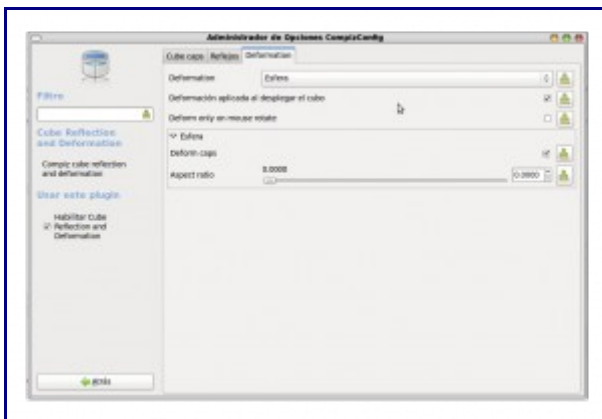 Administrador de Opciones CompizConfig
Cube caps Reflejos Deformation
Filtro
Cube Reflection
and Deformation
Compiz cube reflection
and deformation
Usar este plugin
Habilitar Cube
Reflection and
Deformation
Atrás
Deformation Esfera
Deformación aplicada al desplegar el cubo
Deform only on mouse rotate
Esfera
Deform caps
Aspect ratio 0.0000 0.0000